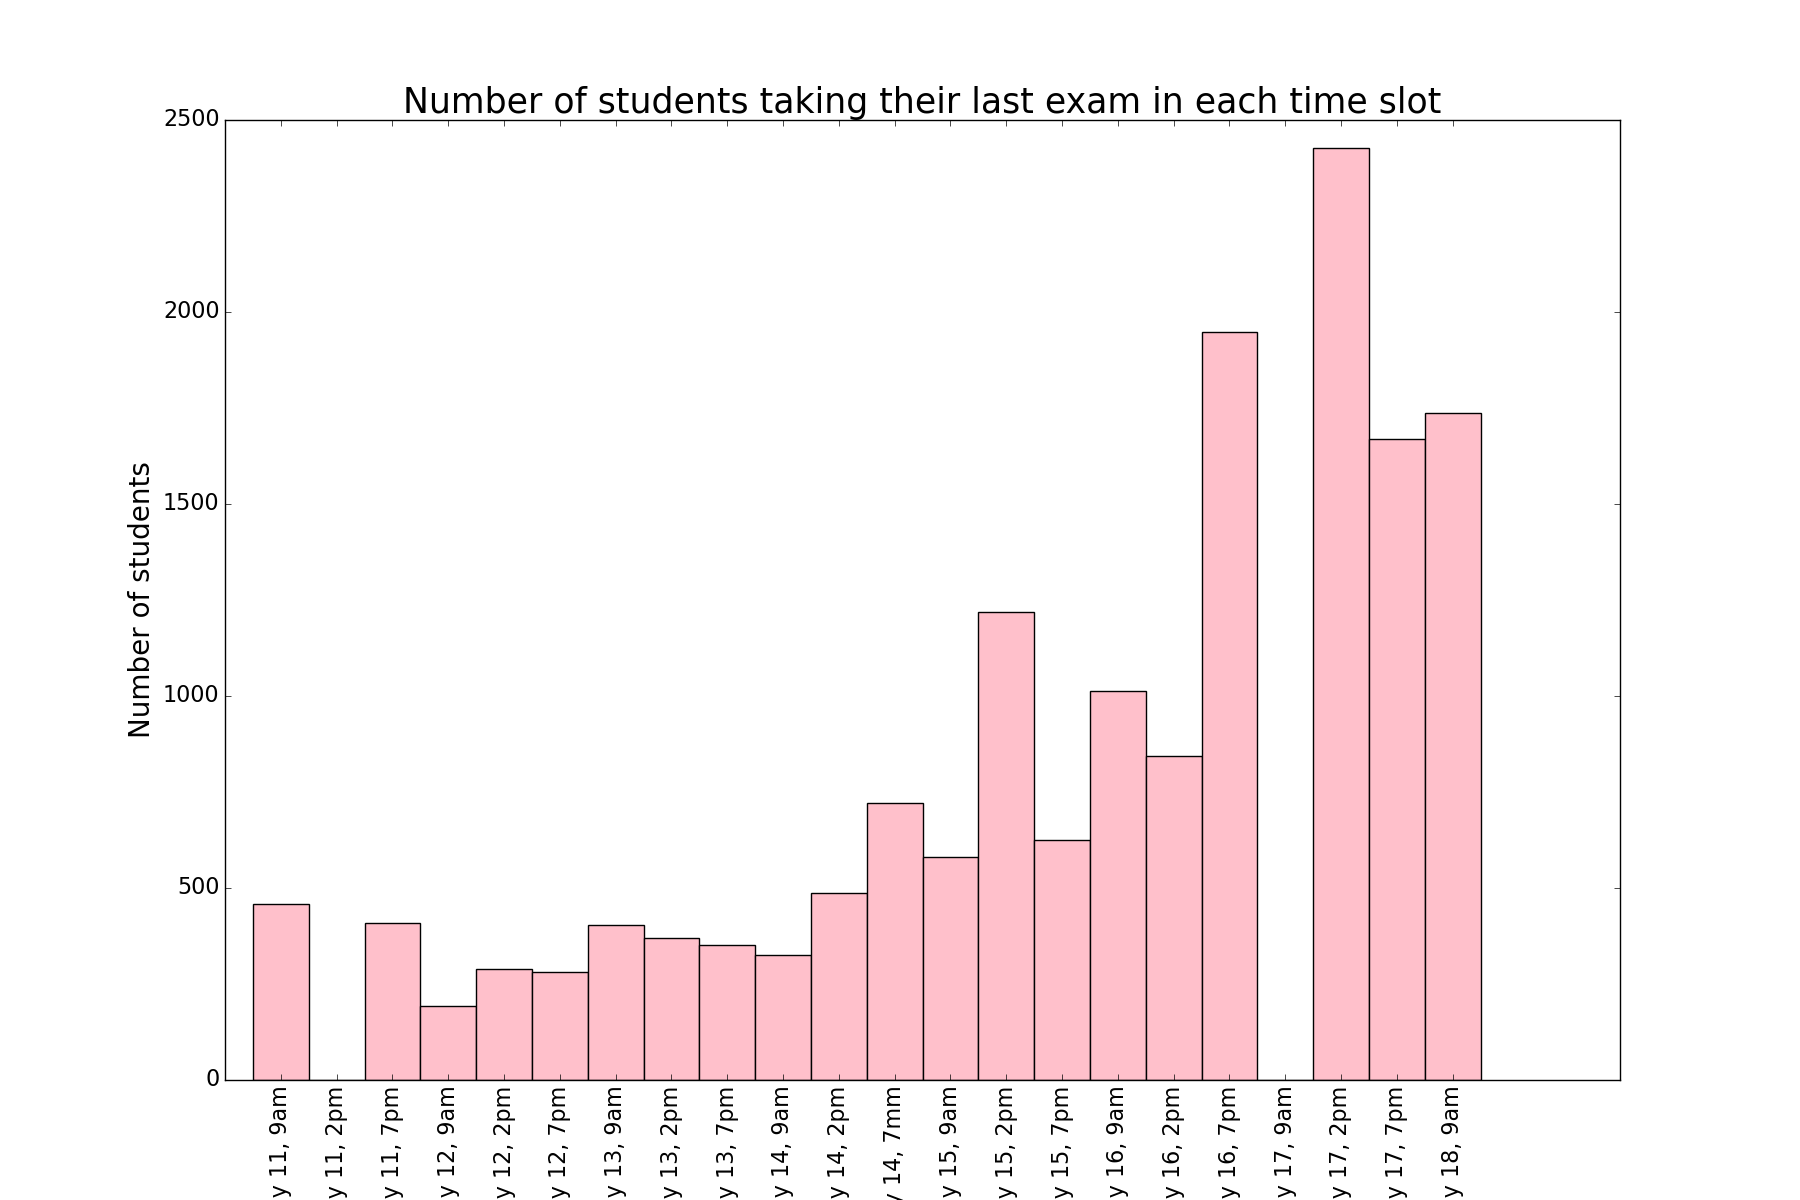 Number of students taking their last exam in each time slot
2500
2000
1500
1000
500
0
Number of students
y 11, 9am
y 11, 2pm
y 11, 7pm
y 12, 9am
y 12, 2pm
y 12, 7pm
y 13, 9am
y 13, 2pm
y 13, 7pm
y 14, 9am
y 14, 2pm
y 14, 7mm
y 15, 9am
y 15, 2pm
y 15, 7pm
y 16, 9am
y 16, 2pm
y 16, 7pm
y 17, 9am
y 17, 2pm
y 17, 7pm
y 18, 9am